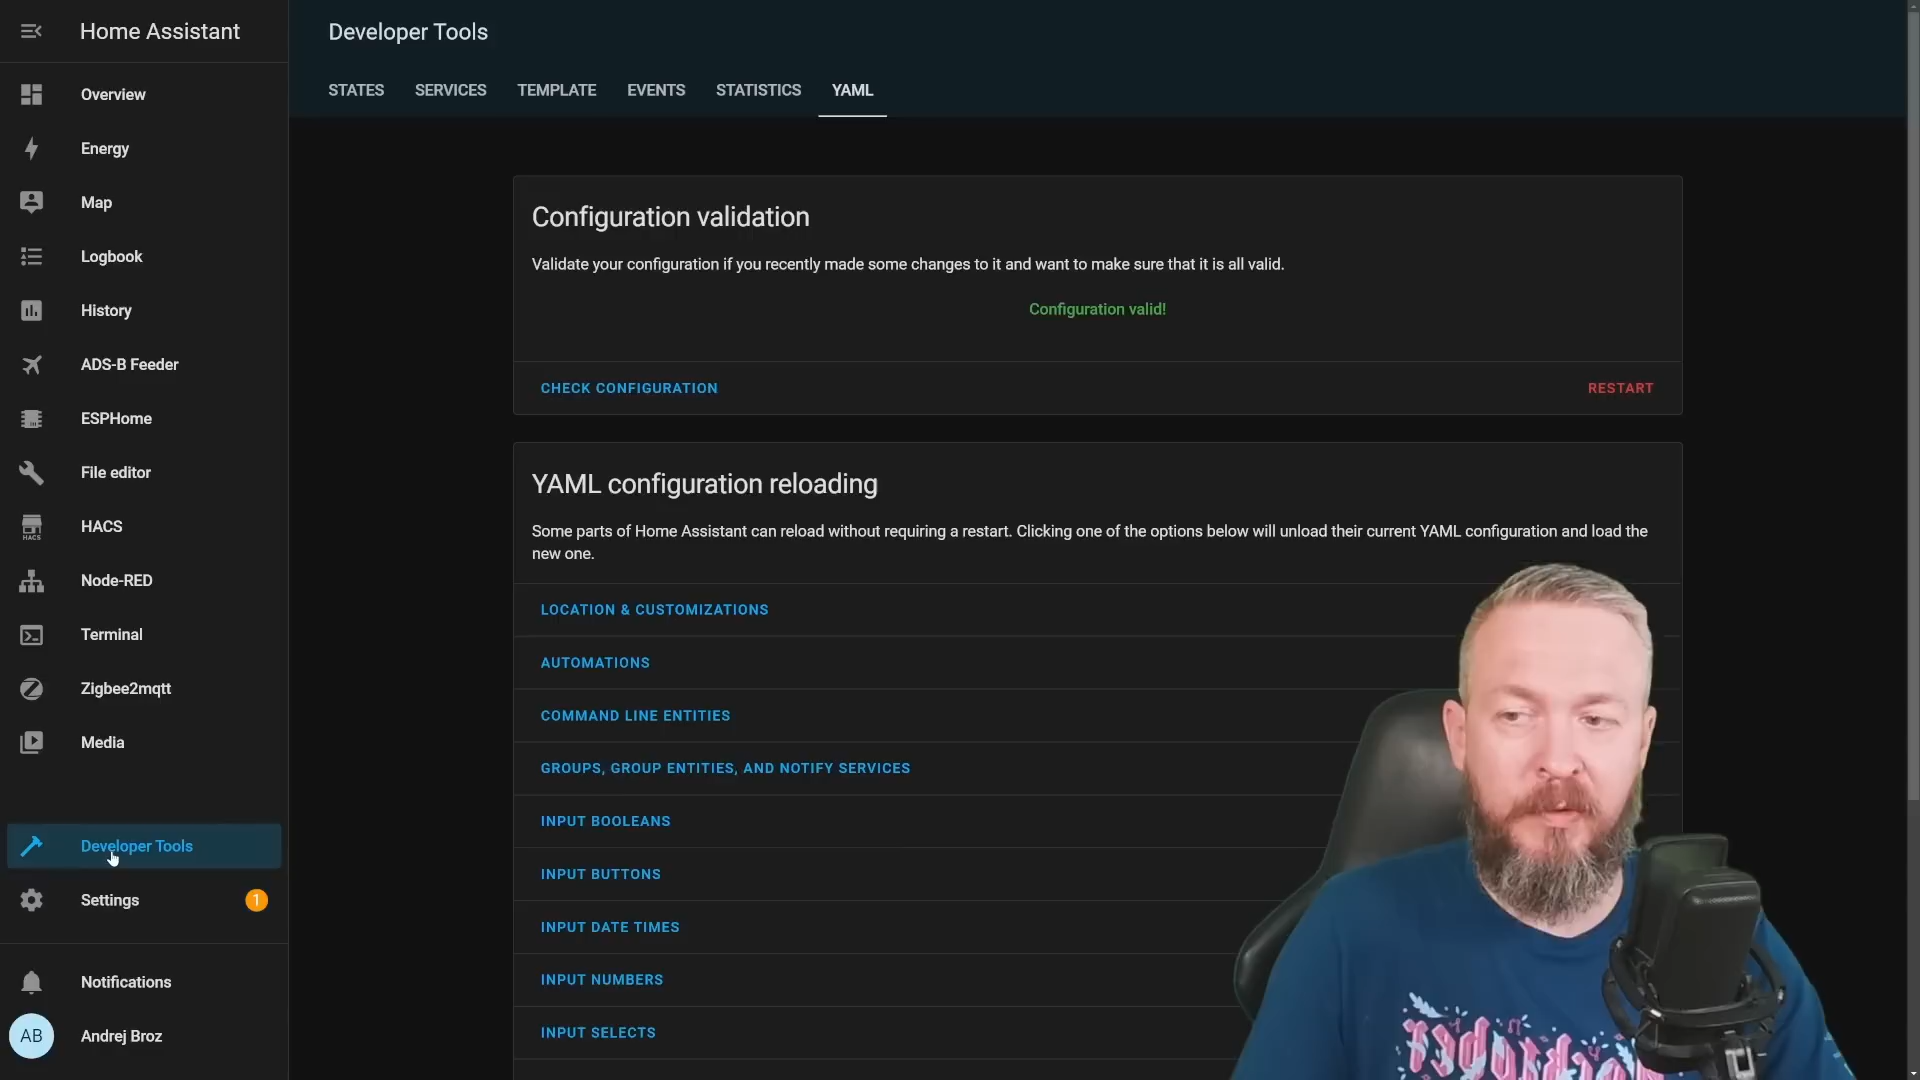 Home Assistant
Overview
Energy
Map
Logbook
History
ADS-B Feeder
ESPHome
File editor
HACS
HACS
Node-RED
Terminal
Zigbee2mqtt
Media
Developer Tools
Settings
1
Notifications
AB
Andrej Broz
Developer Tools
STATES
SERVICES
TEMPLATE
EVENTS
STATISTICS
YAML
Configuration validation
Validate your configuration if you recently made some changes to it and want to make sure that it is all valid.
Configuration valid!
CHECK CONFIGURATION
RESTART
YAML configuration reloading
Some parts of Home Assistant can reload without requiring a restart. Clicking one of the options below will unload their current YAML configuration and load the
new one.
LOCATION & CUSTOMIZATIONS
AUTOMATIONS
COMMAND LINE ENTITIES
GROUPS, GROUP ENTITIES, AND NOTIFY SERVICES
INPUT BOOLEANS
INPUT BUTTONS
INPUT DATE TIMES
INPUT NUMBERS
INPUT SELECTS